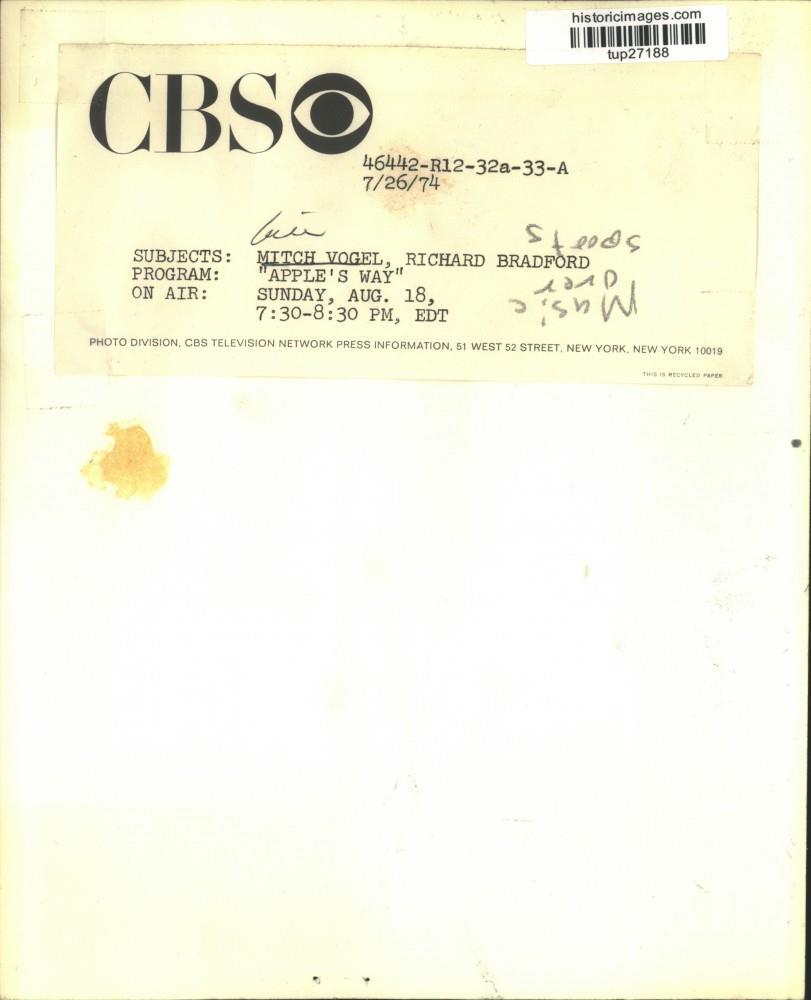 historicimages.com
tup27188
CBS
46442-R12-32a-33-A
7/26/74
SUBJECTS: MITCH VOGEL, RICHARD BRADFORD
PROGRAM: "APPLE'S WAY"
ON AIR: SUNDAY, AUG. 18,
7:30-8:30 PM, EDT
Music
over
PHOTO DIVISION, CBS TELEVISION NETWORK PRESS INFORMATION, 51 WEST 52 STREET, NEW YORK, NEW YORK 10019
THIS IS RECYCLED PAPER